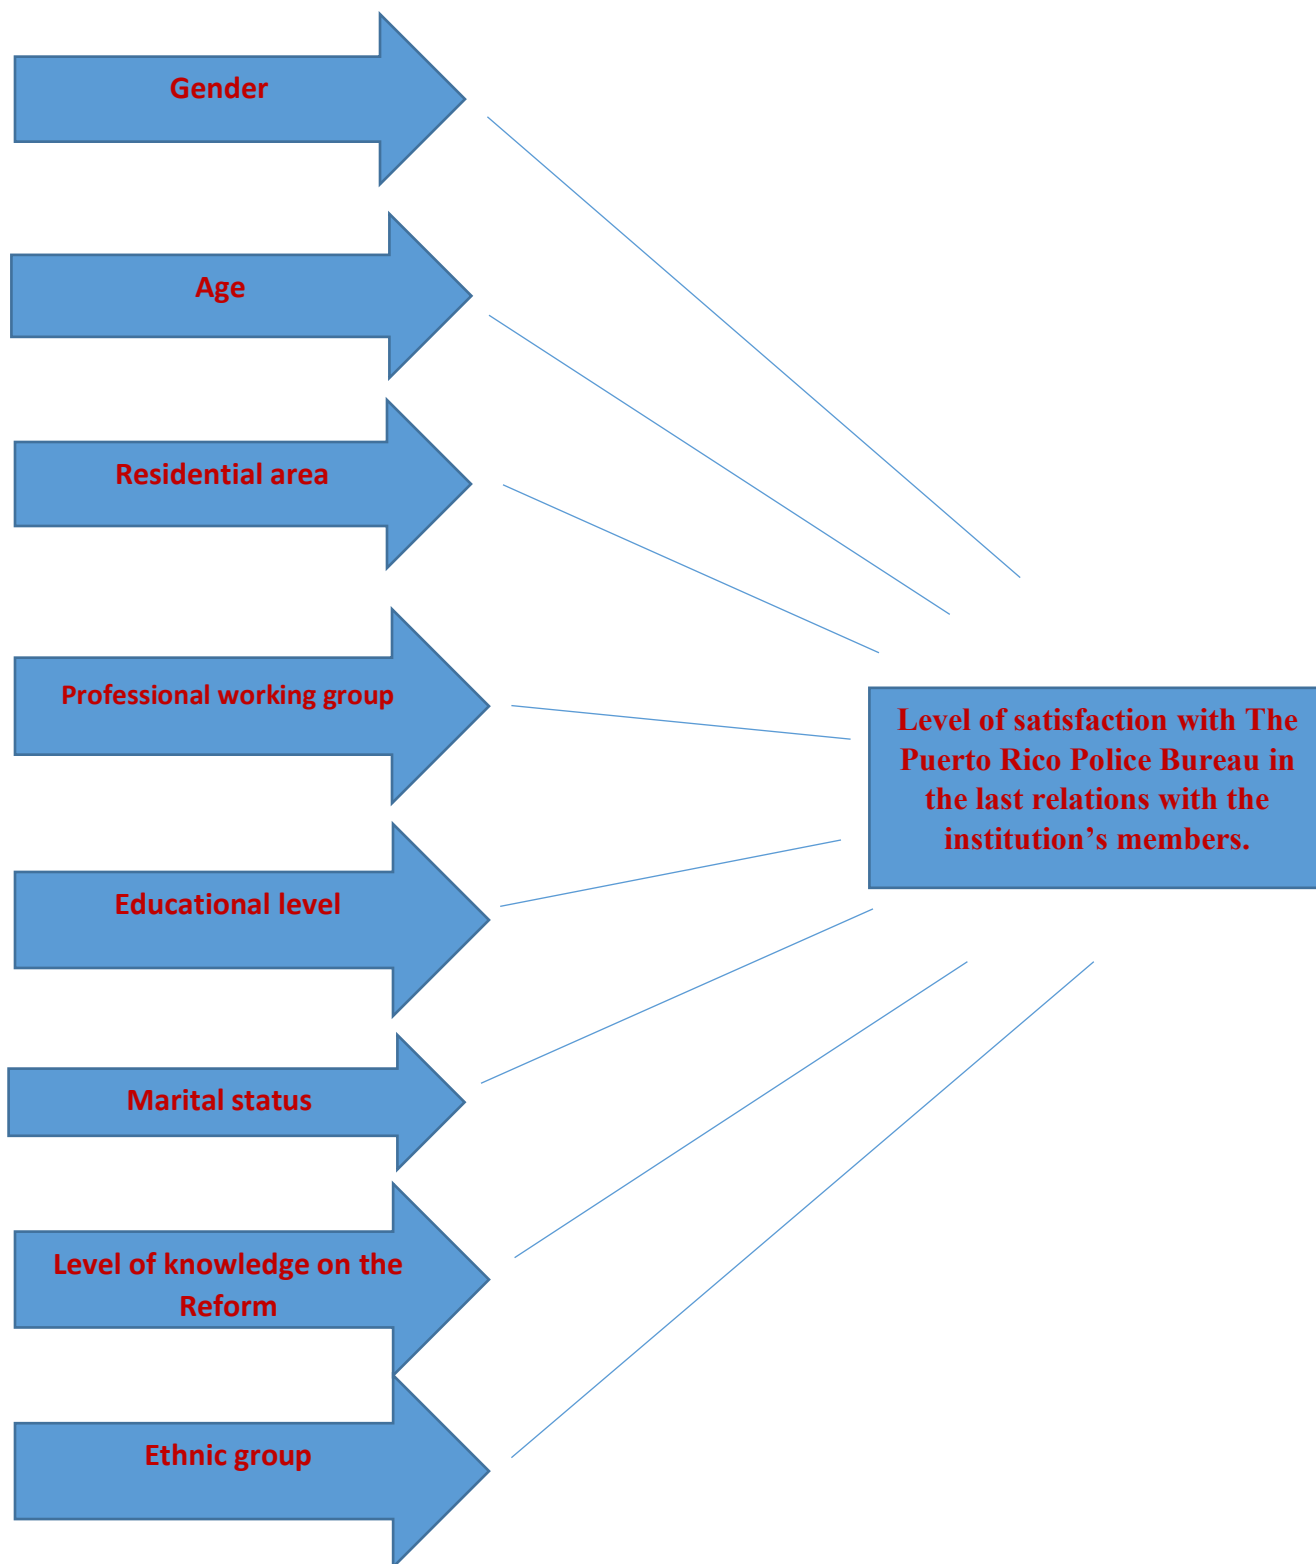 Gender
Age
Residential area
Professional working group
Level of satisfaction with The
Puerto Rico Police Bureau in
the last relations with the
institution’s members.
Educational level
Marital status
Level of knowledge on the
Reform
Ethnic group